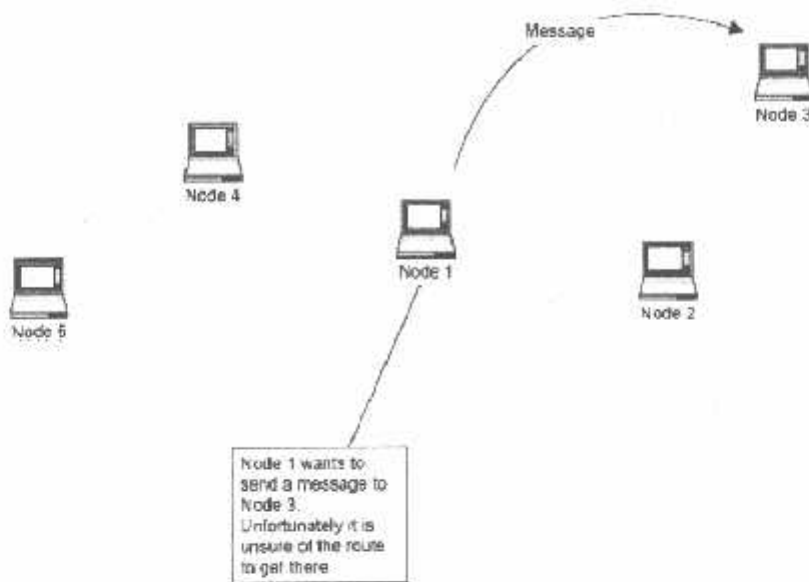 Message
Node 3
Node 4
Node 1
Node 2
Node 5
Node 1 wants to
send a message to
Node 3.
Unfortunately it is
unsure of the route
to get there